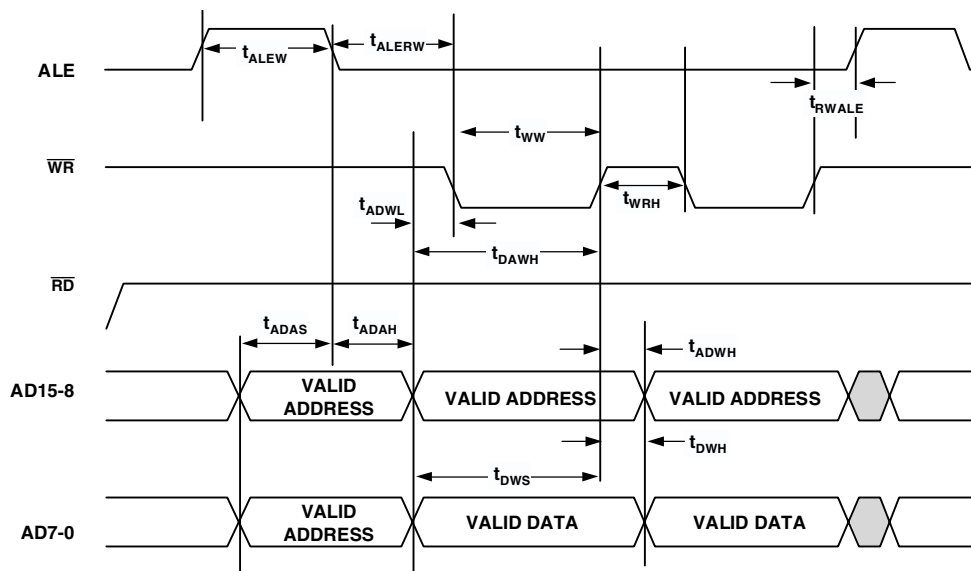 tALEW
tALERW
ALE
tRWALE
tWW
WR
tWRH
tADWL
tDAWH
RD
tADAS
tADAH
tADWH
AD15-8
VALID
ADDRESS
VALID ADDRESS
VALID ADDRESS
tDWH
tDWS
AD7-0
VALID
ADDRESS
VALID DATA
VALID DATA